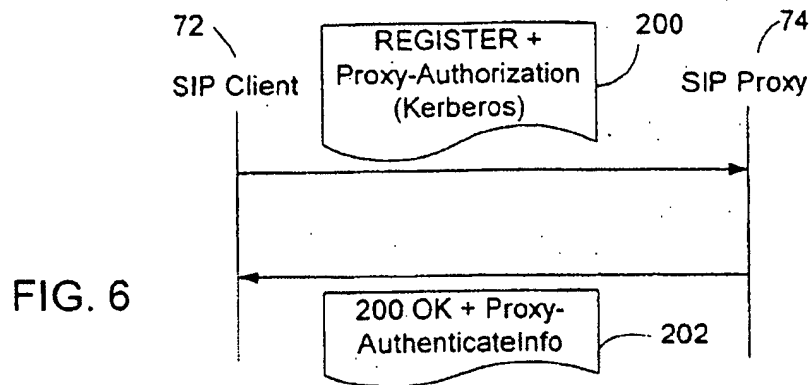 72
REGISTER +
Proxy-Authorization
(Kerberos)
200
74
SIP Client
SIP Proxy
FIG. 6
200 OK + Proxy-
AuthenticateInfo
202